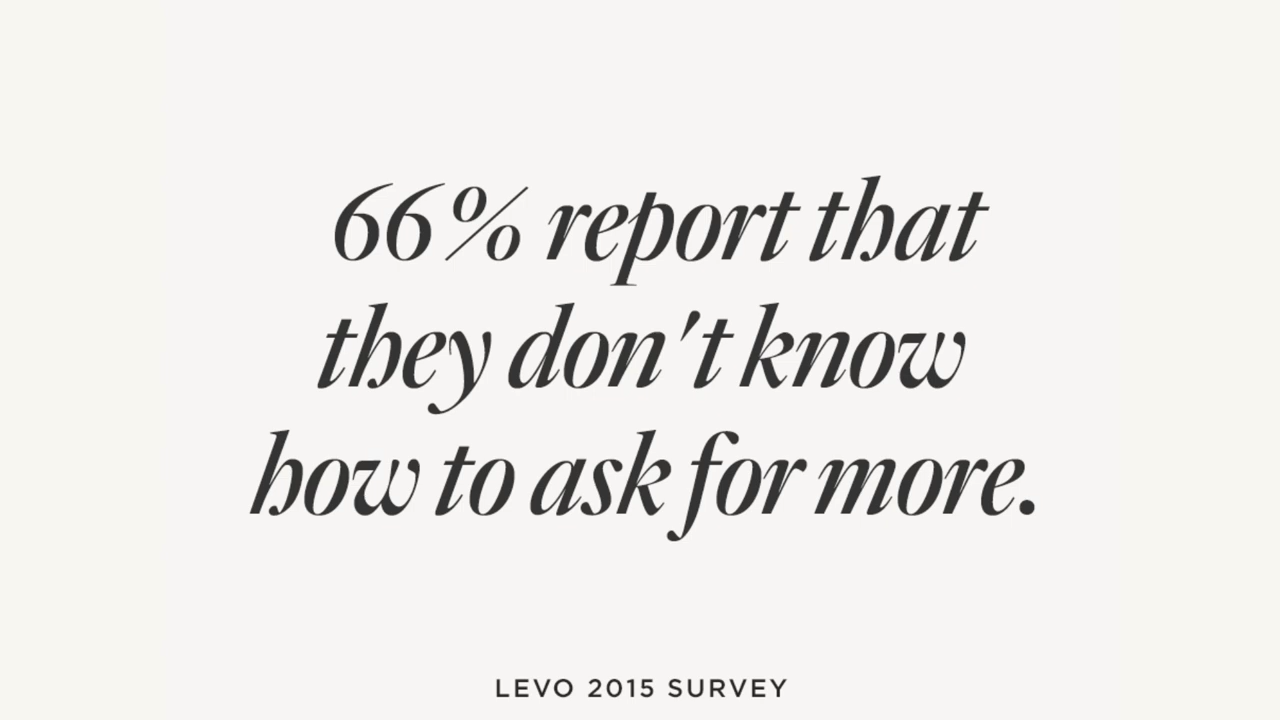 66% report that
they don't know
how to ask for more.
LEVO 2015 SURVEY